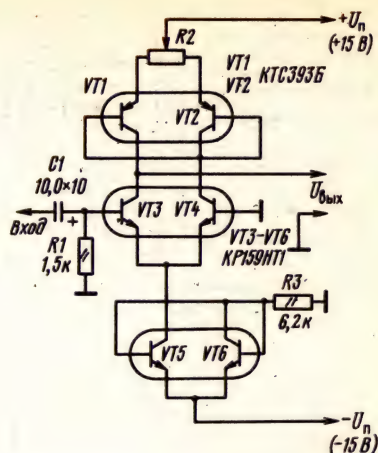 +Uп
(+15 В)
R2
VT1
VT2
КТС393Б
VT1
VT2
C1
10,0×10
Uвых
Вход
VT3
VT4
R1
1,5к
VT3-VT6
КР159НТ1
R3
6,2к
VT5
VT6
-Uп
(-15 В)